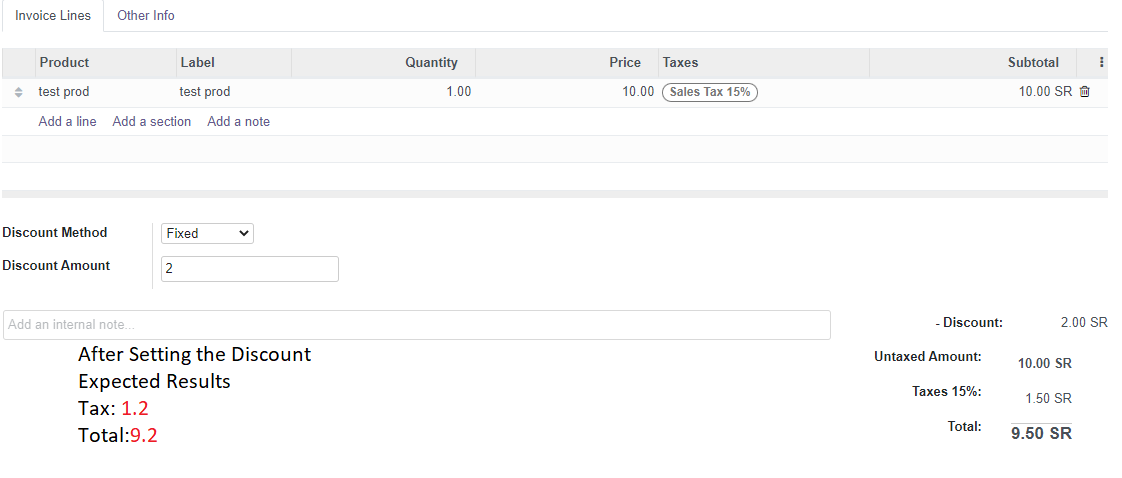 Invoice Lines Other Info
Product Label Quantity Price Taxes Subtotal
test prod test prod 1.00 10.00 Sales Tax 15% 10.00 SR
Add a line Add a section Add a note
Discount Method Fixed
Discount Amount 2
Add an internal note... - Discount: 2.00 SR
After Setting the Discount Untaxed Amount: 10.00 SR
Expected Results
Taxes 15%: 1.50 SR
Tax: 1.2
Total:9.2 Total: 9.50 SR